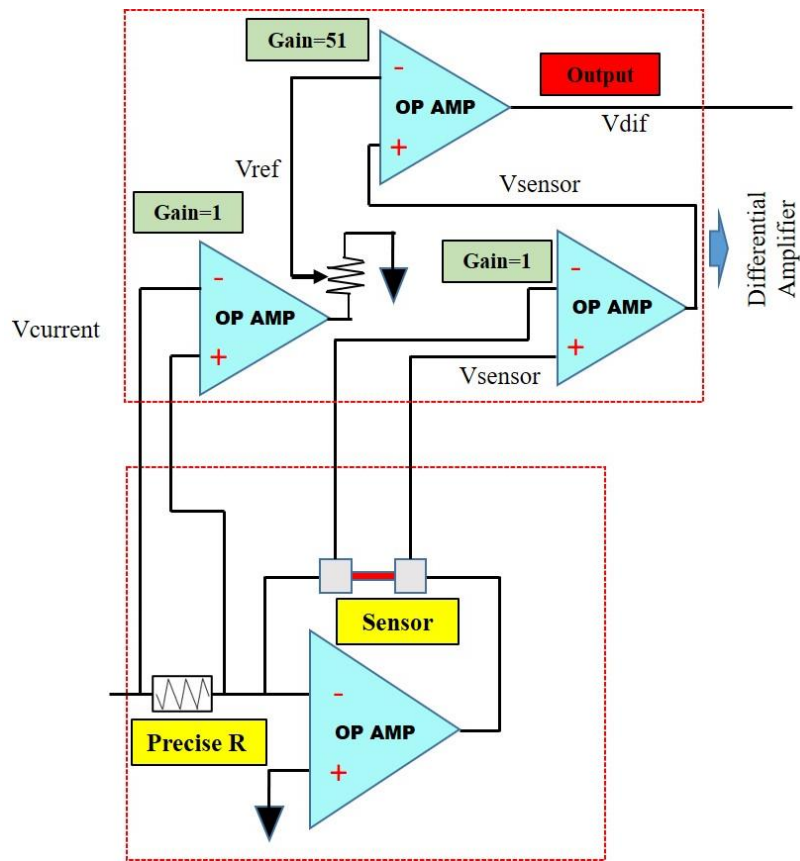 Gain=51
-
OP AMP
+
Output
Vdif
Vref
Vsensor
Gain=1
-
OP AMP
+
Vcurrent
Gain=1
-
OP AMP
+
Vsensor
Differential
Amplifier
Sensor
Precise R
-
OP AMP
+